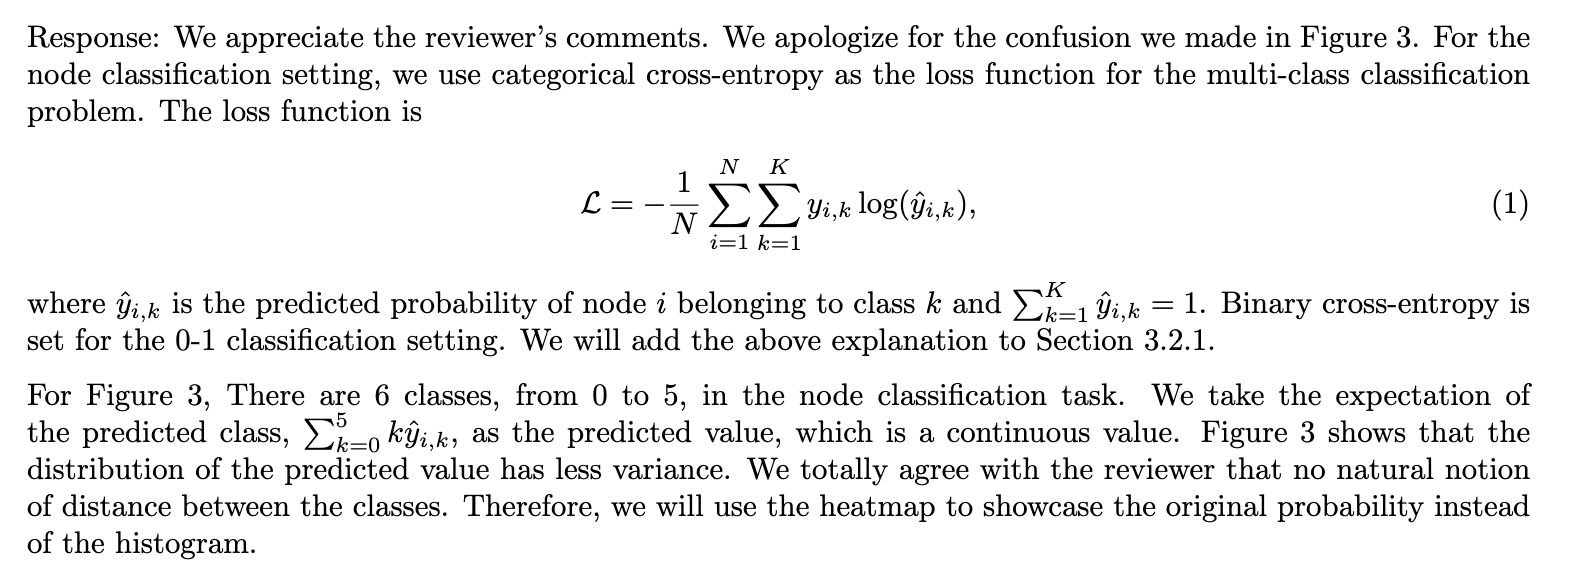 Response: We appreciate the reviewer's comments. We apologize for the confusion we made in Figure 3. For the
node classification setting, we use categorical cross-entropy as the loss function for the multi-class classification
problem. The loss function is
$\mathcal{L} = -\frac{1}{N} \sum_{i=1}^{N} \sum_{k=1}^{K} y_{i,k} \log(\hat{y}_{i,k}),$ (1)
where $\hat{y}_{i,k}$ is the predicted probability of node $i$ belonging to class $k$ and $\sum_{k=1}^{K} \hat{y}_{i,k} = 1$. Binary cross-entropy is
set for the 0-1 classification setting. We will add the above explanation to Section 3.2.1.
For Figure 3, There are 6 classes, from 0 to 5, in the node classification task. We take the expectation of
the predicted class, $\sum_{k=0}^{5} k\hat{y}_{i,k}$, as the predicted value, which is a continuous value. Figure 3 shows that the
distribution of the predicted value has less variance. We totally agree with the reviewer that no natural notion
of distance between the classes. Therefore, we will use the heatmap to showcase the original probability instead
of the histogram.